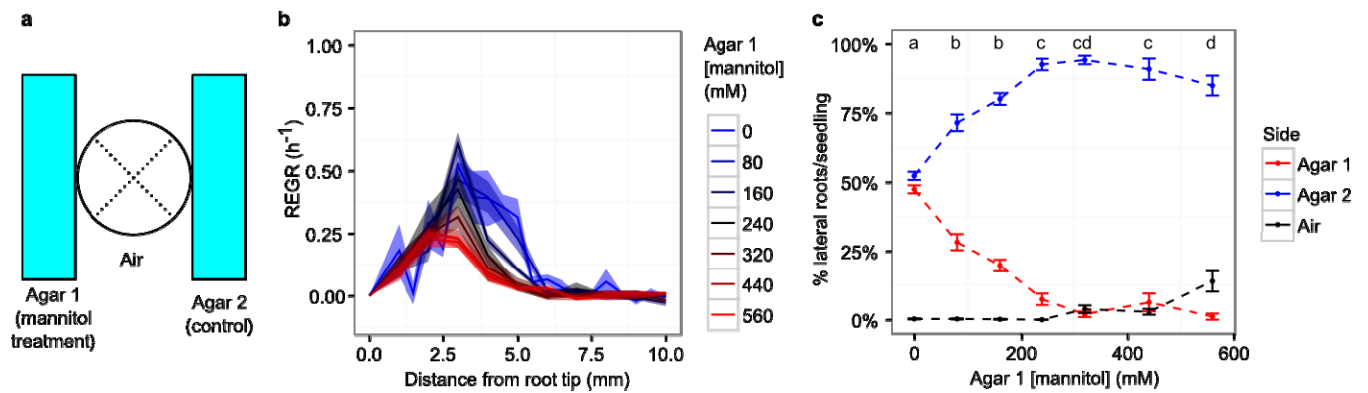 a
Air
Agar 1
(mannitol
treatment)
Agar 2
(control)
b
1.00
0.75
0.50
0.25
0.00
REGR (h⁻¹)
0.0
2.5
5.0
7.5
10.0
Distance from root tip (mm)
Agar 1
[mannitol]
(mM)
0
80
160
240
320
440
560
c
100%
75%
50%
25%
0%
% lateral roots/seedling
a b b c cd c d
0
200
400
600
Agar 1 [mannitol] (mM)
Side
Agar 1
Agar 2
Air